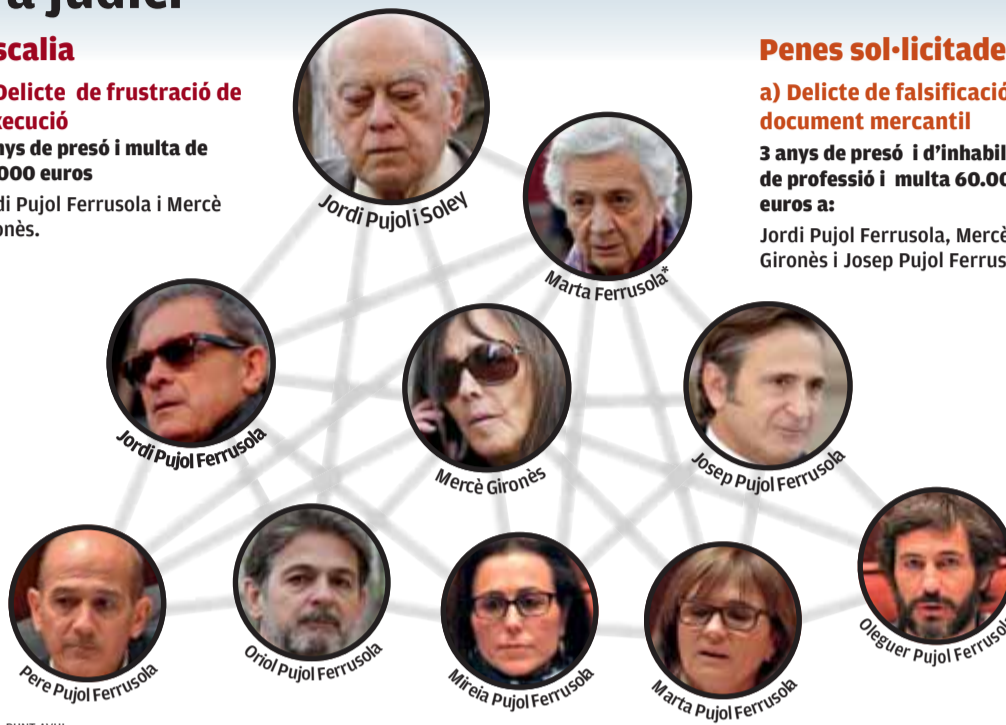 a judici
scalia
Delicte de frustració de
xecució
nys de presó i multa de
000 euros
di Pujol Ferrusola i Mercè
onès.
Penes sol·licitade
a) Delicte de falsificació
document mercantil
3 anys de presó i d'inhabil
de professió i multa 60.00
euros a:
Jordi Pujol Ferrusola, Mercè
Gironès i Josep Pujol Ferrus
Jordi Pujol i Soley
Marta Ferrusola*
Jordi Pujol Ferrusola
Mercè Gironès
Josep Pujol Ferrusola
Pere Pujol Ferrusola
Oriol Pujol Ferrusola
Mireia Pujol Ferrusola
Marta Pujol Ferrusola
Oleguer Pujol Ferrusol